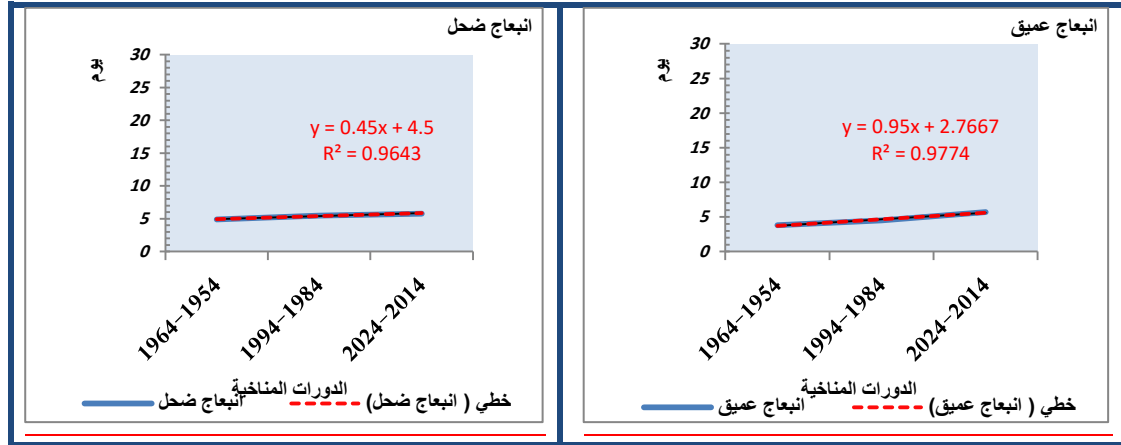 انبعاج عميق
يوم
30
25
20
15
10
5
0
y = 0.95x + 2.7667
R² = 0.9774
1964-1954
1994-1984
2024-2014
الدورات المناخية
انبعاج عميق
خطي ( انبعاج عميق)
انبعاج ضحل
يوم
30
25
20
15
10
5
0
y = 0.45x + 4.5
R² = 0.9643
1964-1954
1994-1984
2024-2014
الدورات المناخية
انبعاج ضحل
خطي ( انبعاج ضحل)